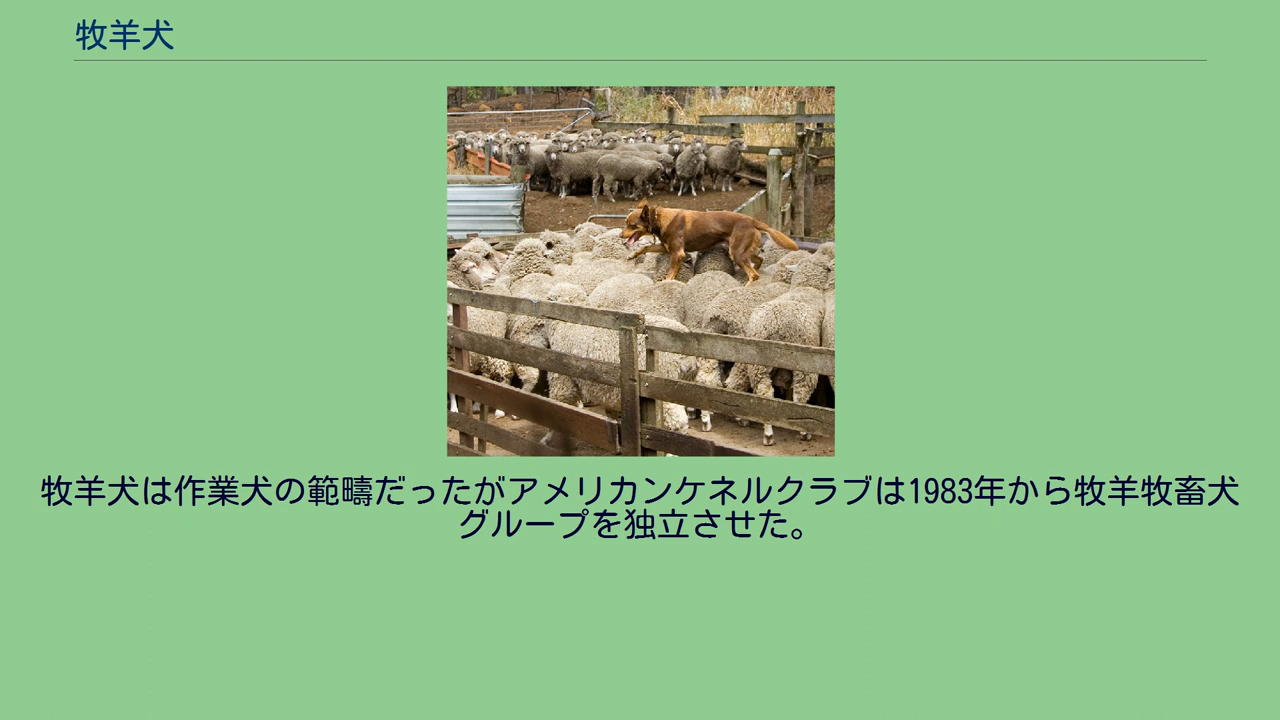 牧羊犬
牧羊犬は作業犬の範疇だったがアメリカンケネルクラブは1983年から牧羊牧畜犬
グループを独立させた。